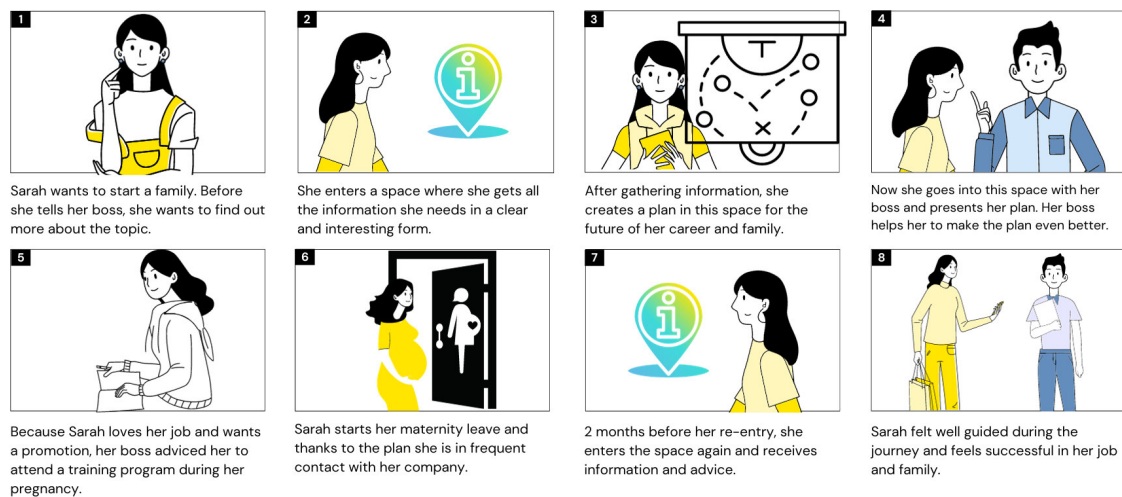 1
Sarah wants to start a family. Before
she tells her boss, she wants to find out
more about the topic.
2
i
She enters a space where she gets all
the information she needs in a clear
and interesting form.
3
After gathering information, she
creates a plan in this space for the
future of her career and family.
4
Now she goes into this space with her
boss and presents her plan. Her boss
helps her to make the plan even better.
5
Because Sarah loves her job and wants
a promotion, her boss adviced her to
attend a training program during her
pregnancy.
6
Sarah starts her maternity leave and
thanks to the plan she is in frequent
contact with her company.
7
i
2 months before her re-entry, she
enters the space again and receives
information and advice.
8
Sarah felt well guided during the
journey and feels successful in her job
and family.